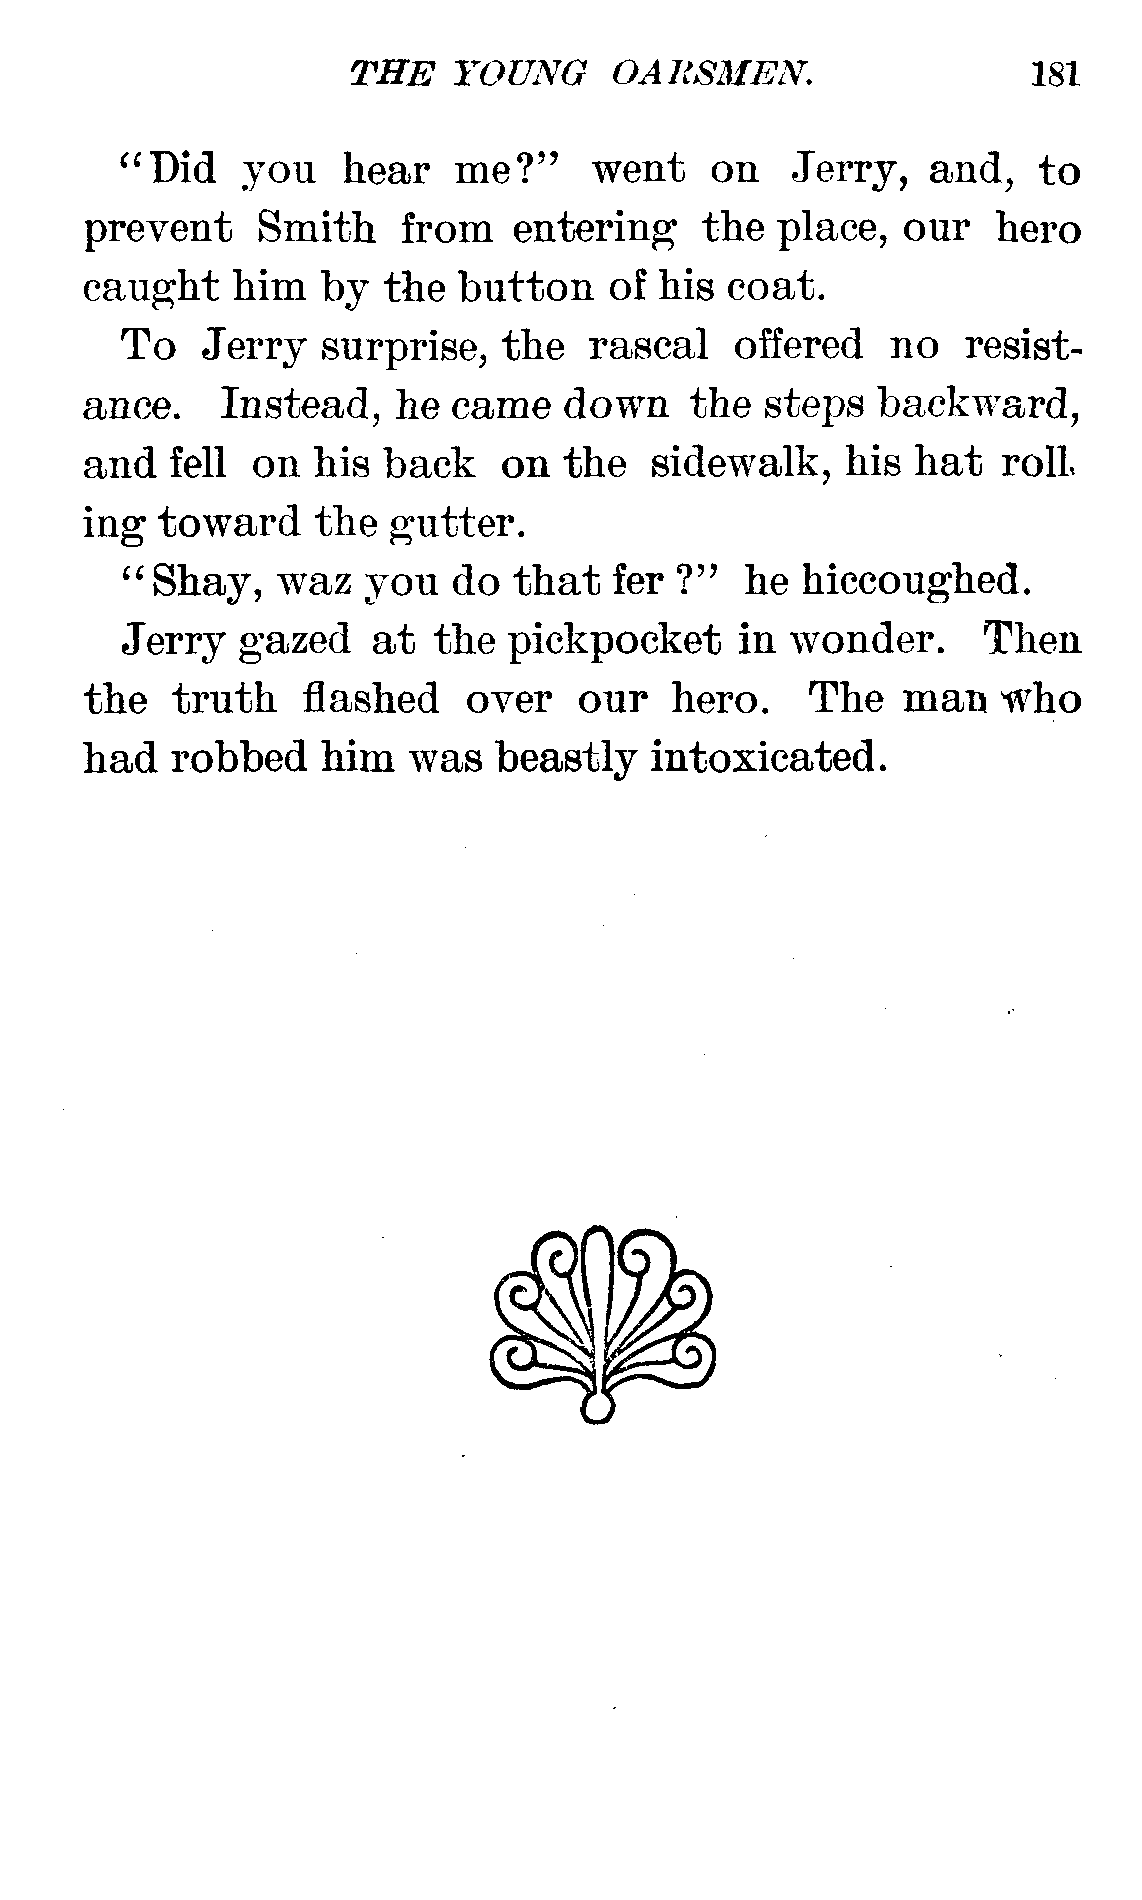 THE YOUNG OARSMEN. 181
“Did you hear me?” went on Jerry, and, to
prevent Smith from entering the place, our hero
caught him by the button of his coat.
To Jerry surprise, the rascal offered no resist-
ance. Instead, he came down the steps backward,
and fell on his back on the sidewalk, his hat roll-
ing toward the gutter.
“Shay, waz you do that fer ?” he hiccoughed.
Jerry gazed at the pickpocket in wonder. Then
the truth flashed over our hero. The man who
had robbed him was beastly intoxicated.